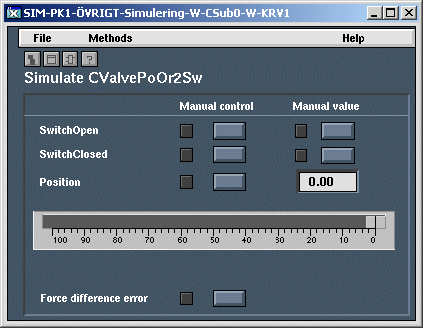 SIM-PK1-ÖVRIGT-Simulering-W-CSub0-W-KRV1
File Methods Help
?
Simulate CValvePoOr2Sw
Manual control Manual value
SwitchOpen
SwitchClosed
Position 0.00
100 90 80 70 60 50 40 30 20 10 0
Force difference error